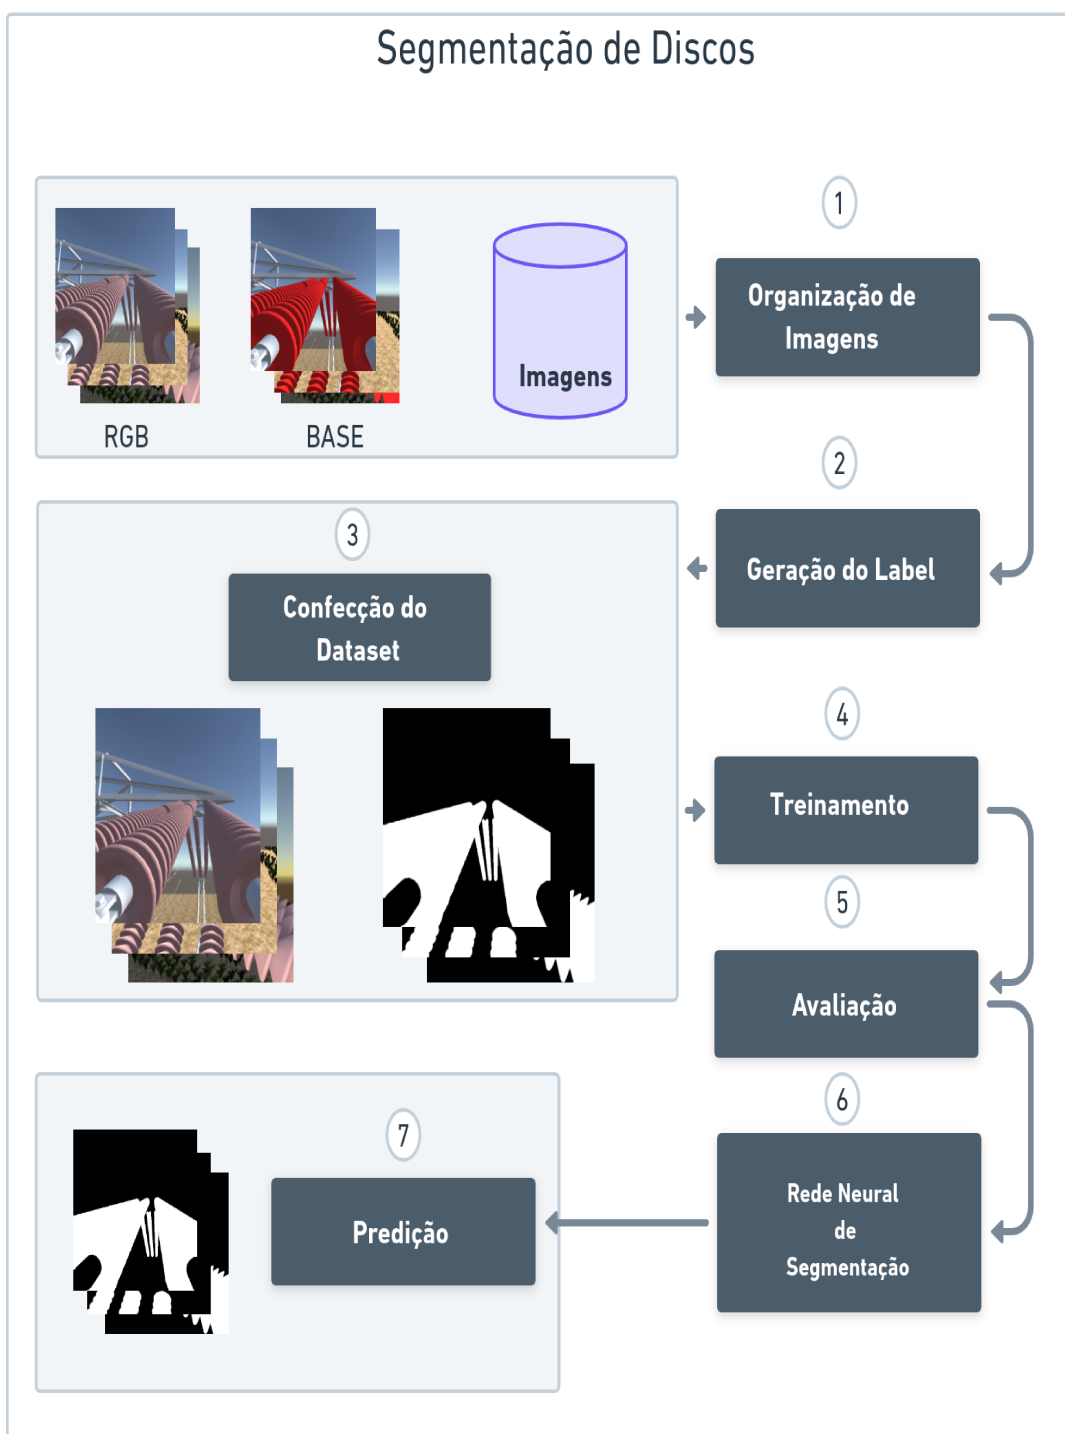 Segmentação de Discos
1
Organização de
Imagens
Imagens
RGB
BASE
2
Geração do Label
3
Confecção do
Dataset
4
Treinamento
5
Avaliação
6
Rede Neural
de
Segmentação
7
Predição